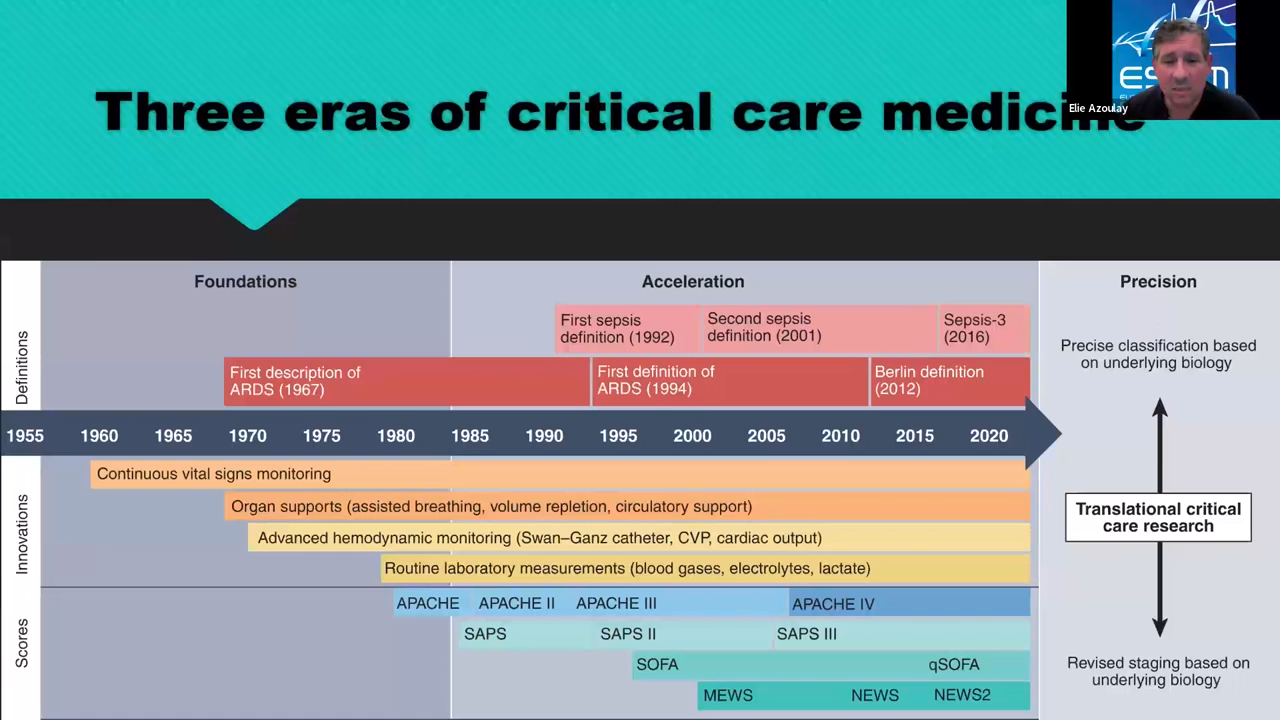 Three eras of critical care medicine
Elie Azoulay
Foundations
Acceleration
Precision
Definitions
First sepsis
definition (1992)
Second sepsis
definition (2001)
Sepsis-3
(2016)
First description of
ARDS (1967)
First definition of
ARDS (1994)
Berlin definition
(2012)
Precise classification based
on underlying biology
1955 1960 1965 1970 1975 1980 1985 1990 1995 2000 2005 2010 2015 2020
Innovations
Continuous vital signs monitoring
Organ supports (assisted breathing, volume repletion, circulatory support)
Advanced hemodynamic monitoring (Swan–Ganz catheter, CVP, cardiac output)
Routine laboratory measurements (blood gases, electrolytes, lactate)
Translational critical
care research
Scores
APACHE APACHE II APACHE III APACHE IV
SAPS SAPS II SAPS III
SOFA qSOFA
MEWS NEWS NEWS2
Revised staging based on
underlying biology